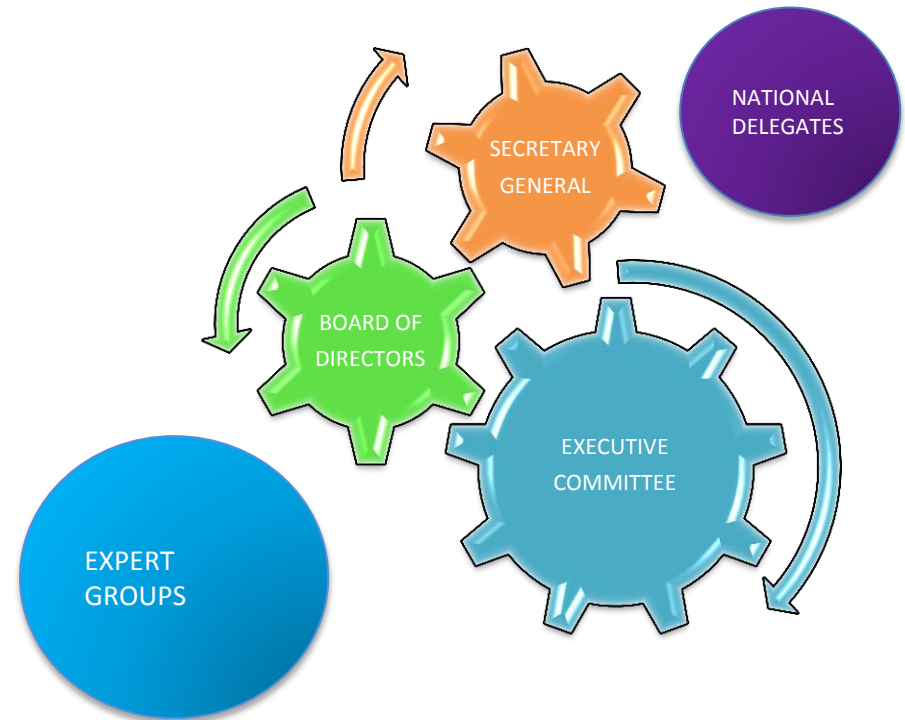 NATIONAL
DELEGATES
SECRETARY
GENERAL
BOARD OF
DIRECTORS
EXECUTIVE
COMMITTEE
EXPERT
GROUPS